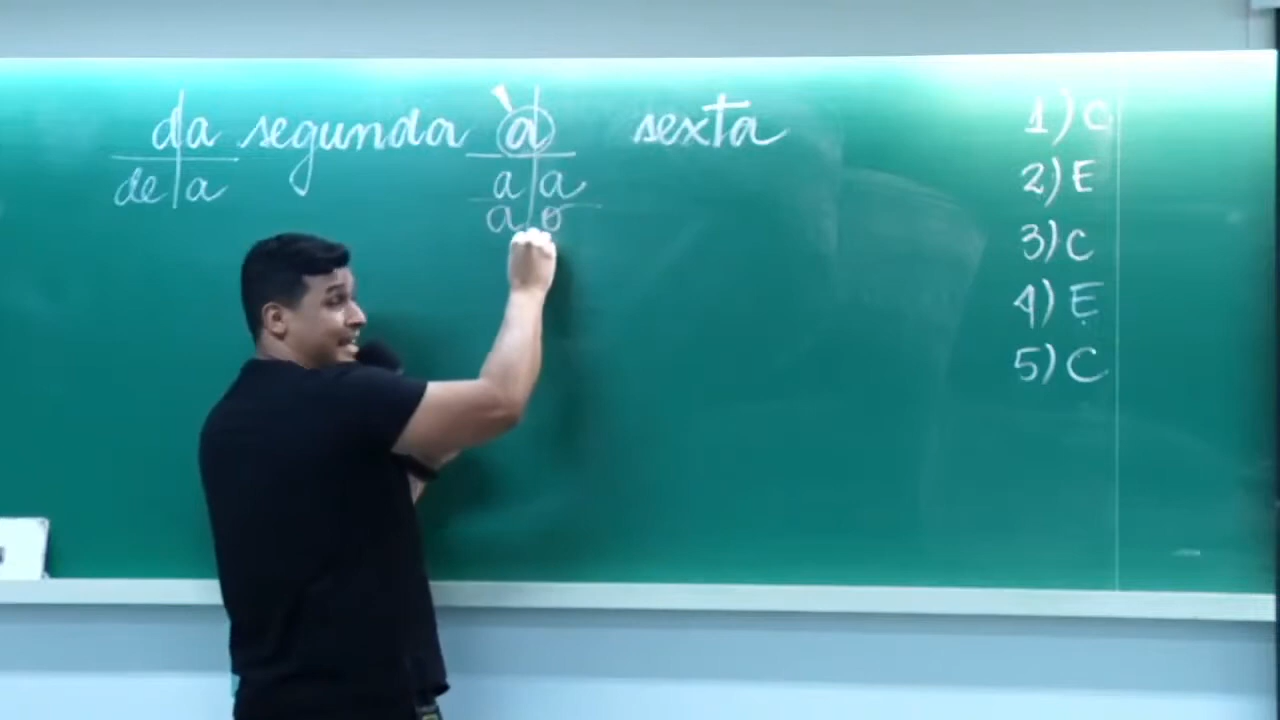 da segunda a sexta
de a a a
a o
1) C
2) E
3) C
4) E
5) C